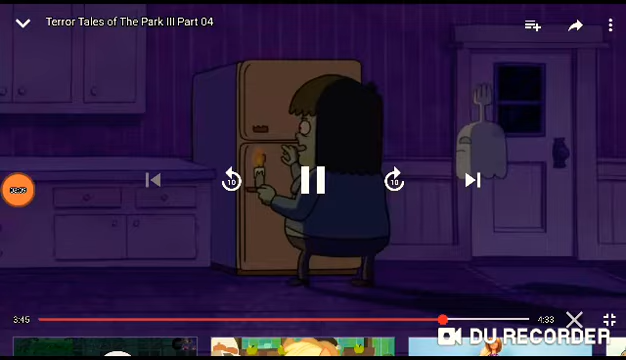 Terror Tales of The Park III Part 04
10
10
3:45
4:33
DU RECORDER